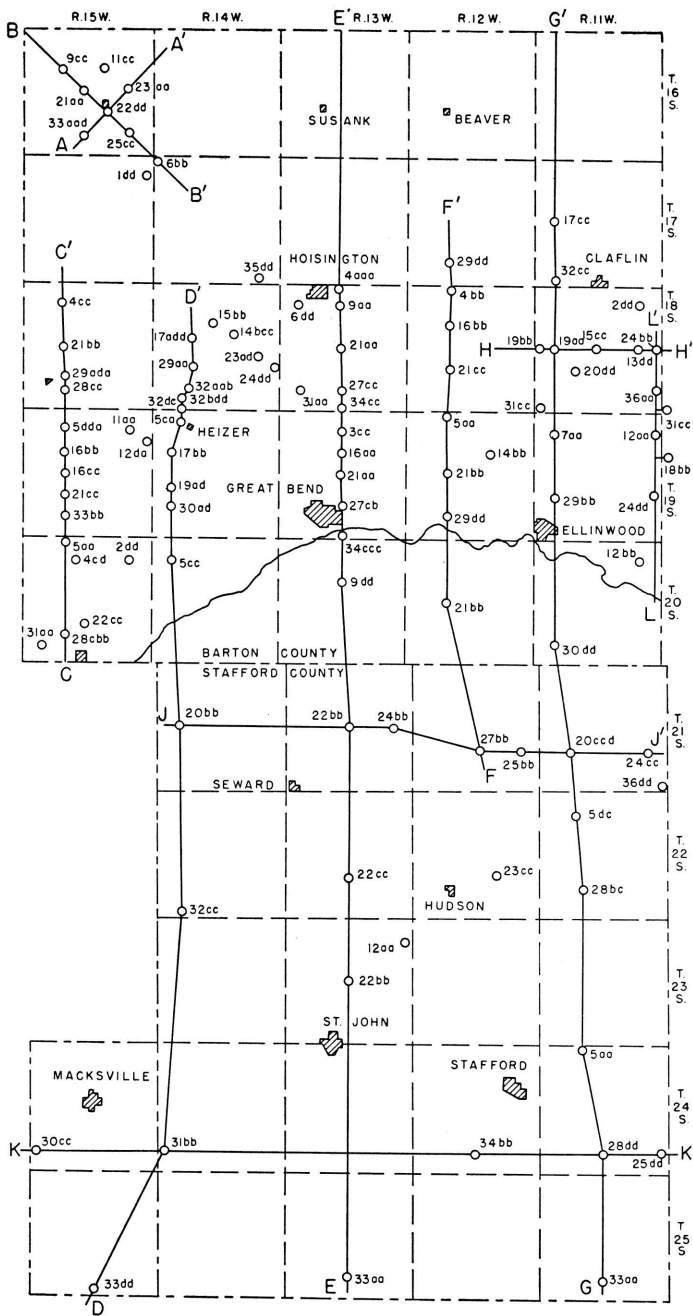 E' G'
R.15W. R.14W. R.13W. R.12W. R.11W.
B
A'
9cc 11cc
23aa
21aa
22dd
33aad
25cc
A
6bb
1dd
B'
T. 16 S.
SUSANK
BEAVER
C'
F'
17cc
T. 17 S.
35dd
HOISINGTON
29dd
32cc
CLAFLIN
4aaa
4cc
D'
15bb
14bcc
6dd
9aa
4bb
2dd
T. 18 S.
L'
17add
16bb
21bb
23ad
21aa
H 19bb 19aa 15cc 24bb H'
13dd
29aa
24dd
21cc
20dd
29ada
28cc
32aab
32bdd
31aa
27cc
36aa
32dc
34cc
31cc
31cc
5dda
11aa
5ca
HEIZER
3cc
5aa
7aa
12aa
16bb
12da
17bb
16aa
14bb
18bb
16cc
19ad
21aa
21bb
T. 19 S.
21cc
30ad
GREAT BEND
27cb
29bb
24dd
33bb
29dd
ELLINWOOD
5aa 2dd
34ccc
4cd
5cc
12bb
9dd
21bb
T. 20 S.
22cc
L
31aa
28cbb
30dd
C
BARTON COUNTY
STAFFORD COUNTY
J 20bb 22bb 24bb
27bb
25bb
20ccd
J'
24cc
T. 21 S.
F
SEWARD
36dd
5dc
T. 22 S.
22cc
23cc
28bc
HUDSON
32cc
12aa
22bb
T. 23 S.
ST. JOHN
5aa
MACKSVILLE
STAFFORD
T. 24 S.
K 30cc 31bb 34bb 28dd K
25dd
T 25 S
33dd
33aa
33aa
D E G